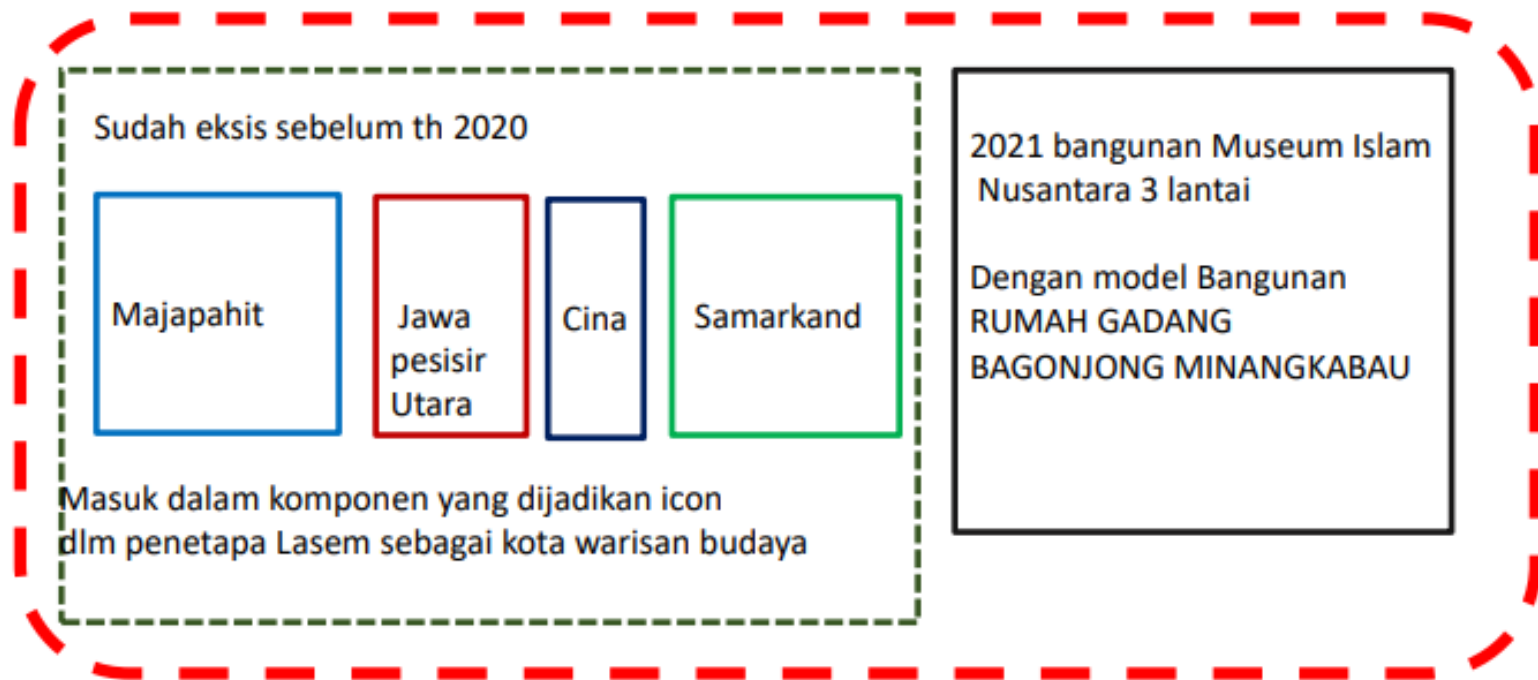 Sudah eksis sebelum th 2020
Majapahit
Jawa
pesisir
Utara
Cina
Samarkand
Masuk dalam komponen yang dijadikan icon
dlm penetapa Lasem sebagai kota warisan budaya
2021 bangunan Museum Islam
Nusantara 3 lantai
Dengan model Bangunan
RUMAH GADANG
BAGONJONG MINANGKABAU